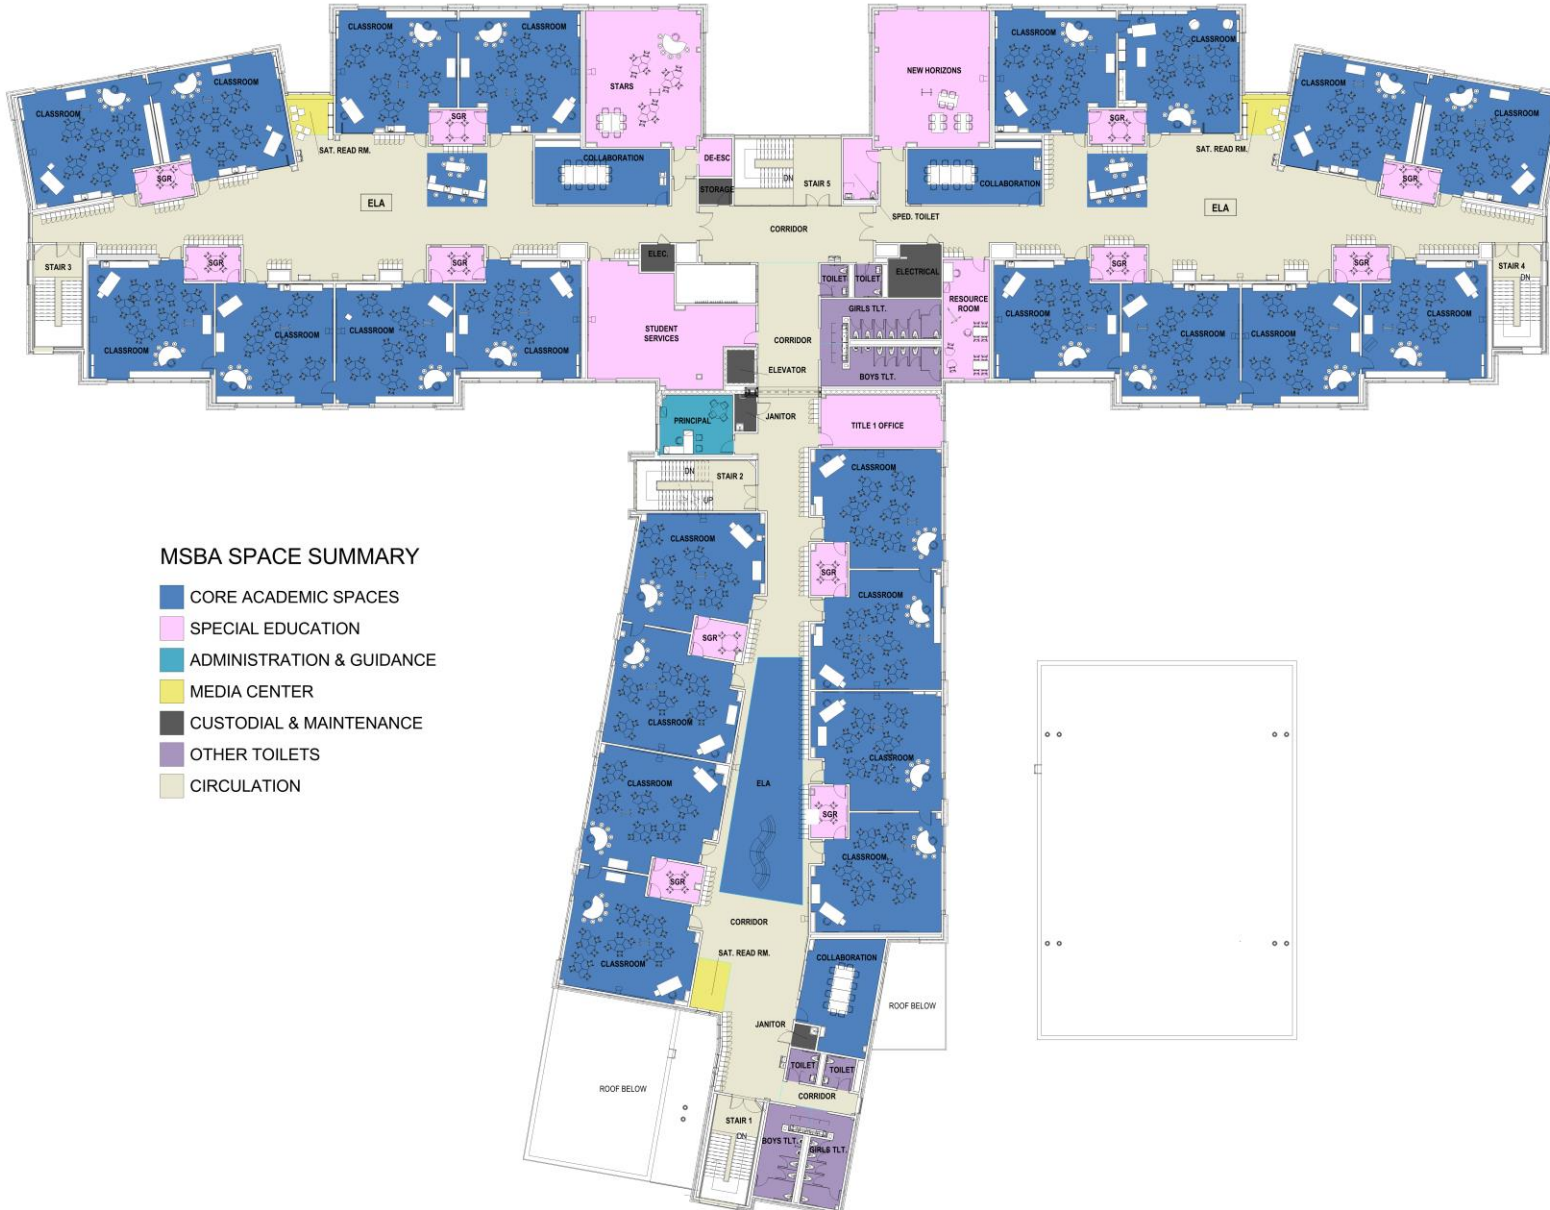 CLASSROOM
CLASSROOM
STARS
SGR
NEW HORIZONS
CLASSROOM
CLASSROOM
SGR
CLASSROOM
CLASSROOM
SAT. READ RM.
SGR
CLASSROOM
CLASSROOM
SAT. READ RM.
SGR
COLLABORATION
DE-ESC
STORAGE
DN
STAIR 5
COLLABORATION
SPED. TOILET
ELA
CORRIDOR
ELA
STAIR 3
SGR
SGR
ELEC.
TOILET
TOILET
ELECTRICAL
SGR
SGR
STAIR 4
DN
CLASSROOM
CLASSROOM
CLASSROOM
CLASSROOM
STUDENT
SERVICES
CORRIDOR
ELEVATOR
GIRLS TLT.
BOYS TLT.
RESOURCE
ROOM
CLASSROOM
CLASSROOM
CLASSROOM
CLASSROOM
PRINCIPAL
JANITOR
TITLE 1 OFFICE
DN
STAIR 2
UP
CLASSROOM
CLASSROOM
SGR
CLASSROOM
SGR
CLASSROOM
CLASSROOM
CLASSROOM
ELA
CLASSROOM
SGR
CLASSROOM
SGR
CLASSROOM
CORRIDOR
SAT. READ RM.
COLLABORATION
JANITOR
ROOF BELOW
TOILET
TOILET
CORRIDOR
ROOF BELOW
STAIR 1
DN
BOYS TLT.
GIRLS TLT.
MSBA SPACE SUMMARY
CORE ACADEMIC SPACES
SPECIAL EDUCATION
ADMINISTRATION & GUIDANCE
MEDIA CENTER
CUSTODIAL & MAINTENANCE
OTHER TOILETS
CIRCULATION